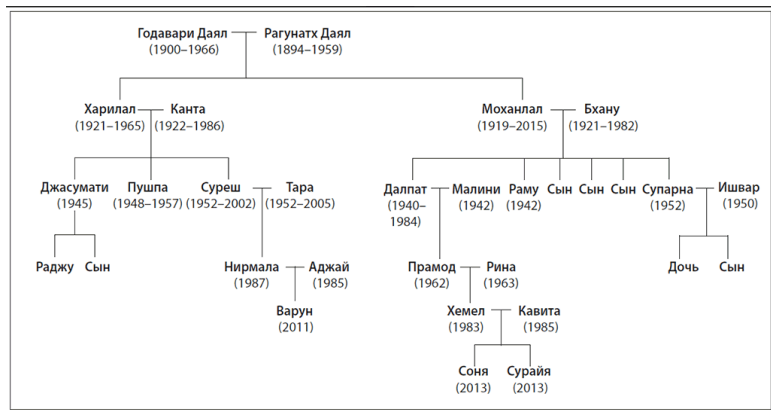 Годавари Даял Рагунатх Даял
(1900–1966) (1894–1959)
Харилал Канта Моханлал Бхану
(1921–1965) (1922–1986) (1919–2015) (1921–1982)
Джасумати Пушпа Суреш Тара Далпат Малини Раму Сын Сын Сын Супарна Ишвар
(1945) (1948–1957) (1952–2002) (1952–2005) (1940– (1942) (1942) (1952) (1950)
1984)
Раджу Сын Нирмала Аджай Прамод Рина Дочь Сын
(1987) (1985) (1962) (1963)
Варун Хемел Кавита
(2011) (1983) (1985)
Соня Сурайя
(2013) (2013)